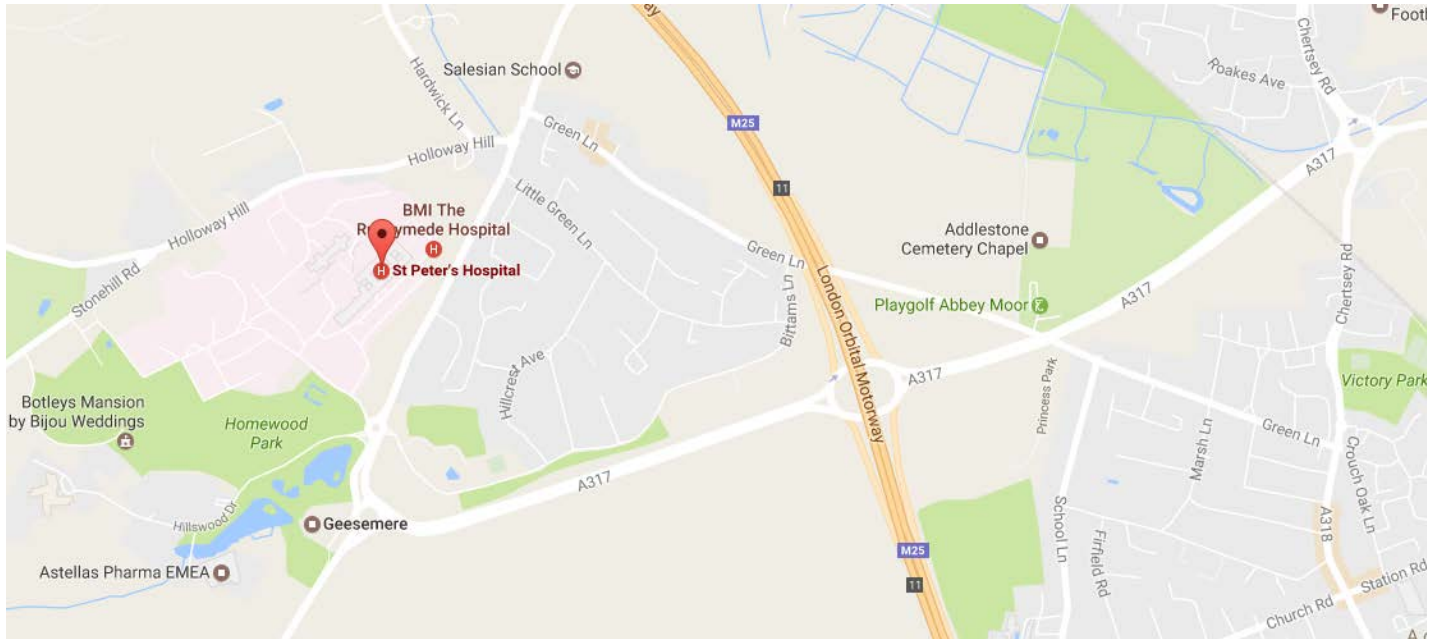 Footl
Chertsey Rd
Roakes Ave
Salesian School
Hardwick Ln
Green Ln
M25
Holloway Hill
A317
11
Little Green Ln
BMI The
Hospital
Holloway Hill
Addlestone
Cemetery Chapel
Green Ln
H
H St Peter's Hospital
Stonehill Rd
Chertsey Rd
London Orbital Motorway
A317
Playgolf Abbey Moor
Bittams Ln
Hillcrest Ave
A317
Victory Park
Botleys Mansion
by Bijou Weddings
Homewood
Park
Princess Park
Green Ln
Marsh Ln
Crouch Oak Ln
A317
Hillswood Dr
Geesemere
School Ln
Firfield Rd
A318
M25
Astellas Pharma EMEA
11
Station Rd
Church Rd